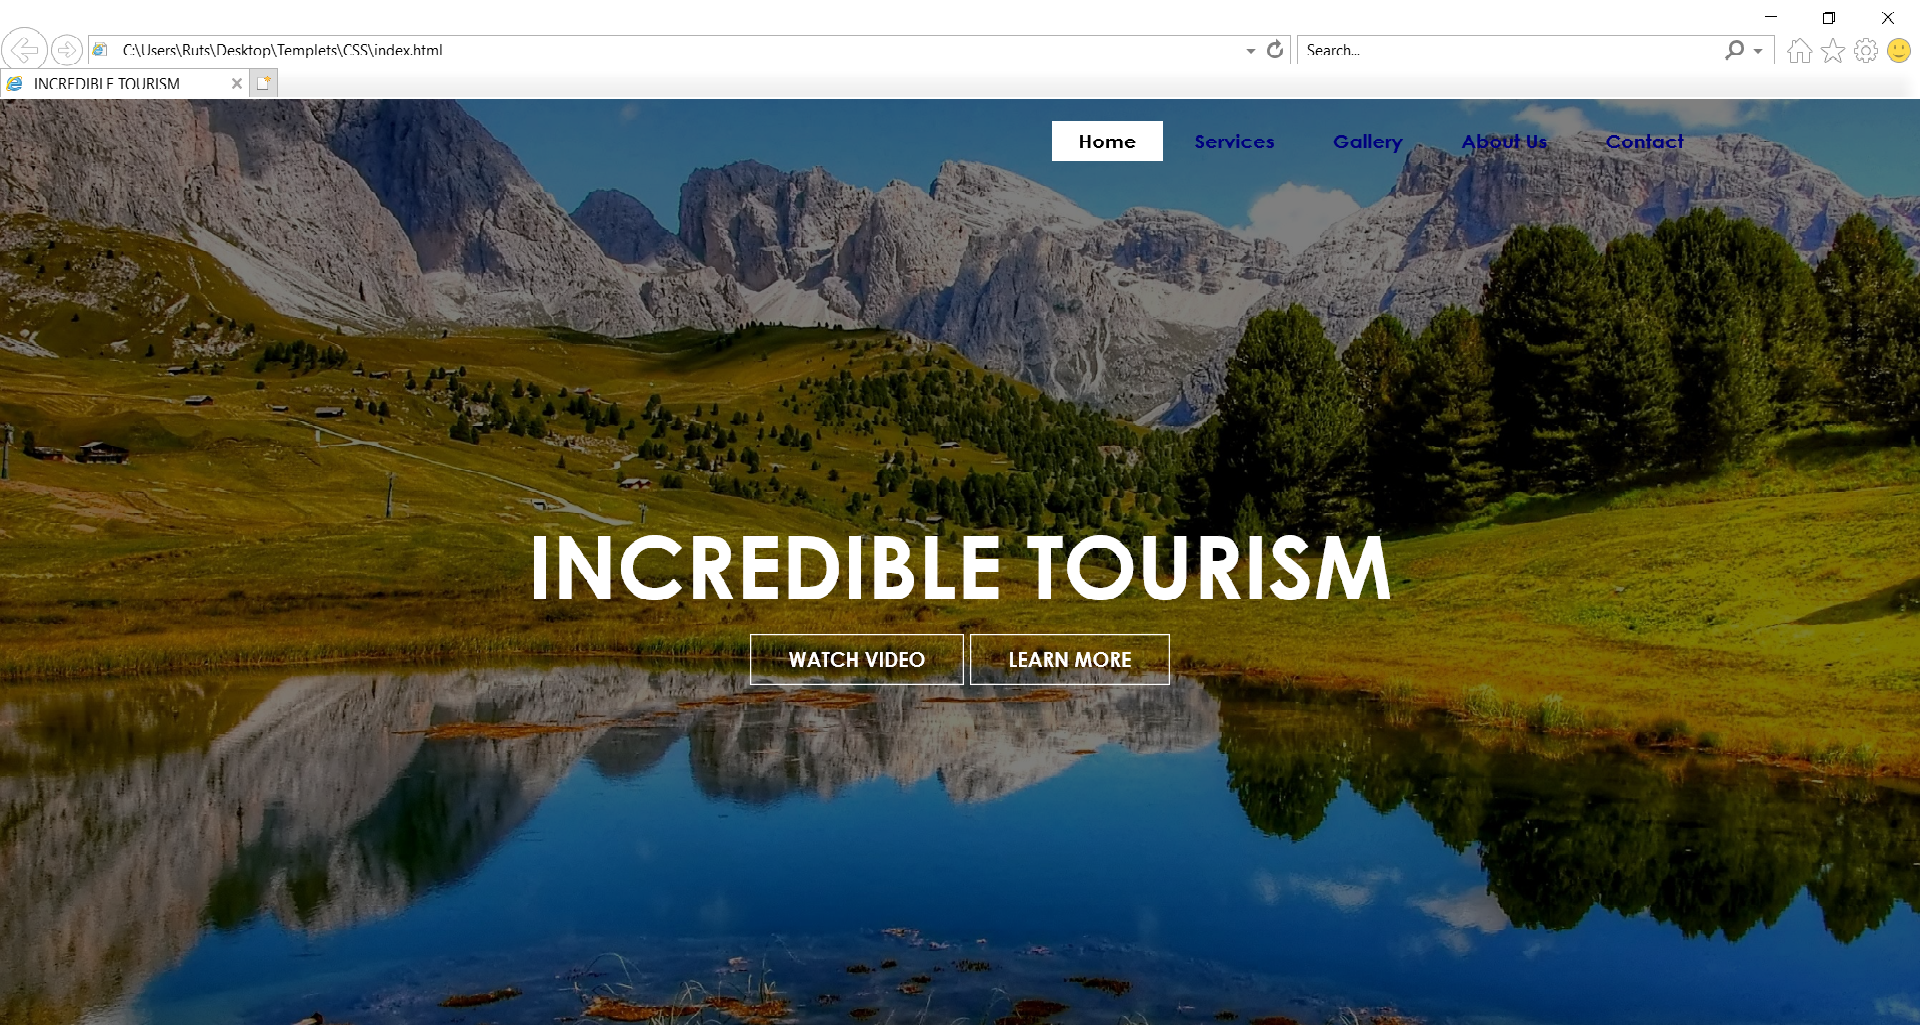 C:\Users\Ruts\Desktop\Templets\CSS\index.html
Search...
INCREDIBLE TOURISM
Home Services Gallery About Us Contact
INCREDIBLE TOURISM
WATCH VIDEO LEARN MORE